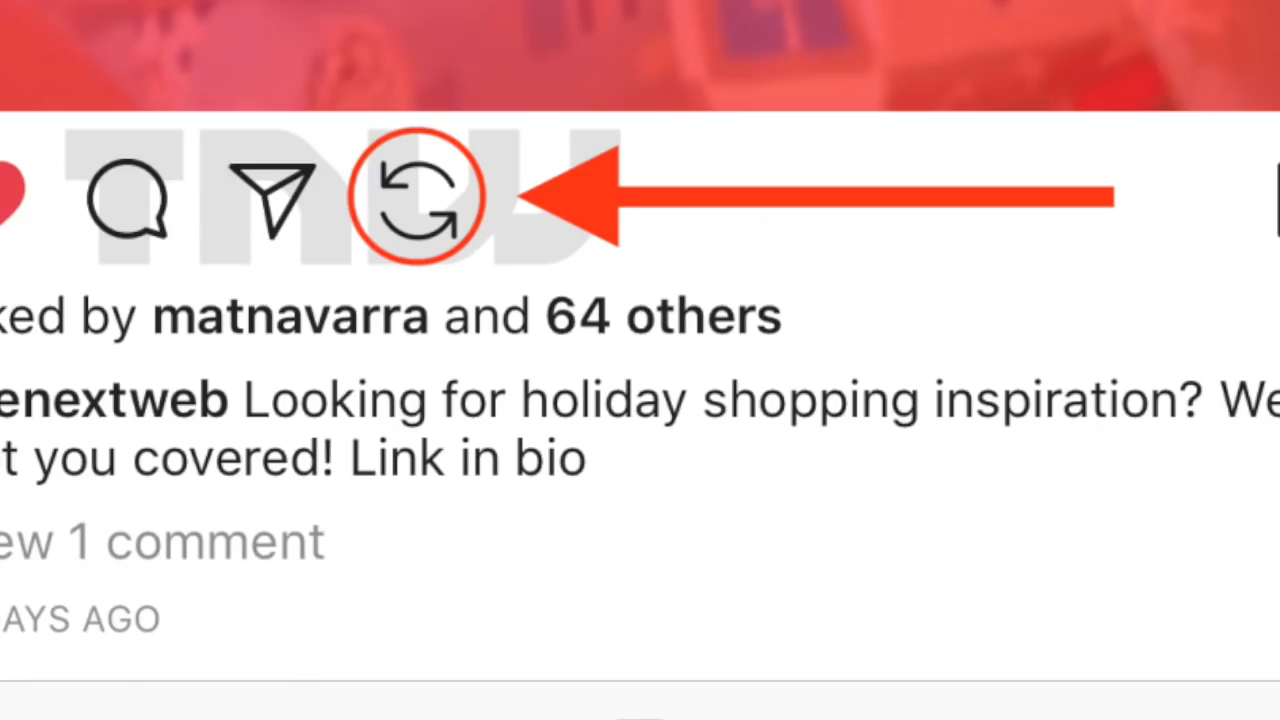 TNW
ked by matnavarra and 64 others
enextweb Looking for holiday shopping inspiration? We
t you covered! Link in bio
ew 1 comment
AYS AGO